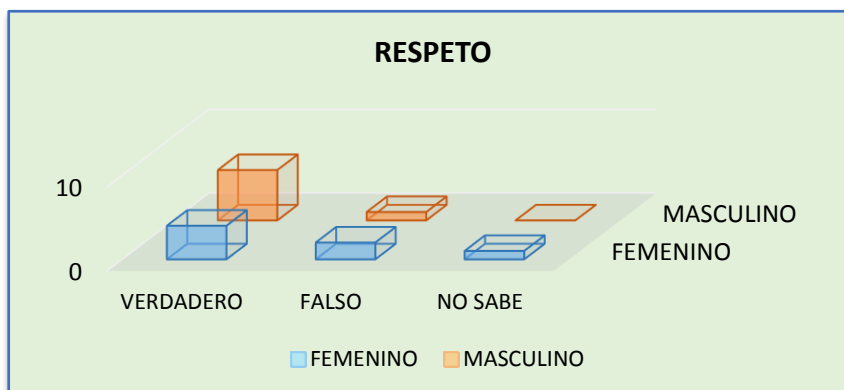 RESPETO
10
0
MASCULINO
FEMENINO
VERDADERO FALSO NO SABE
FEMENINO MASCULINO